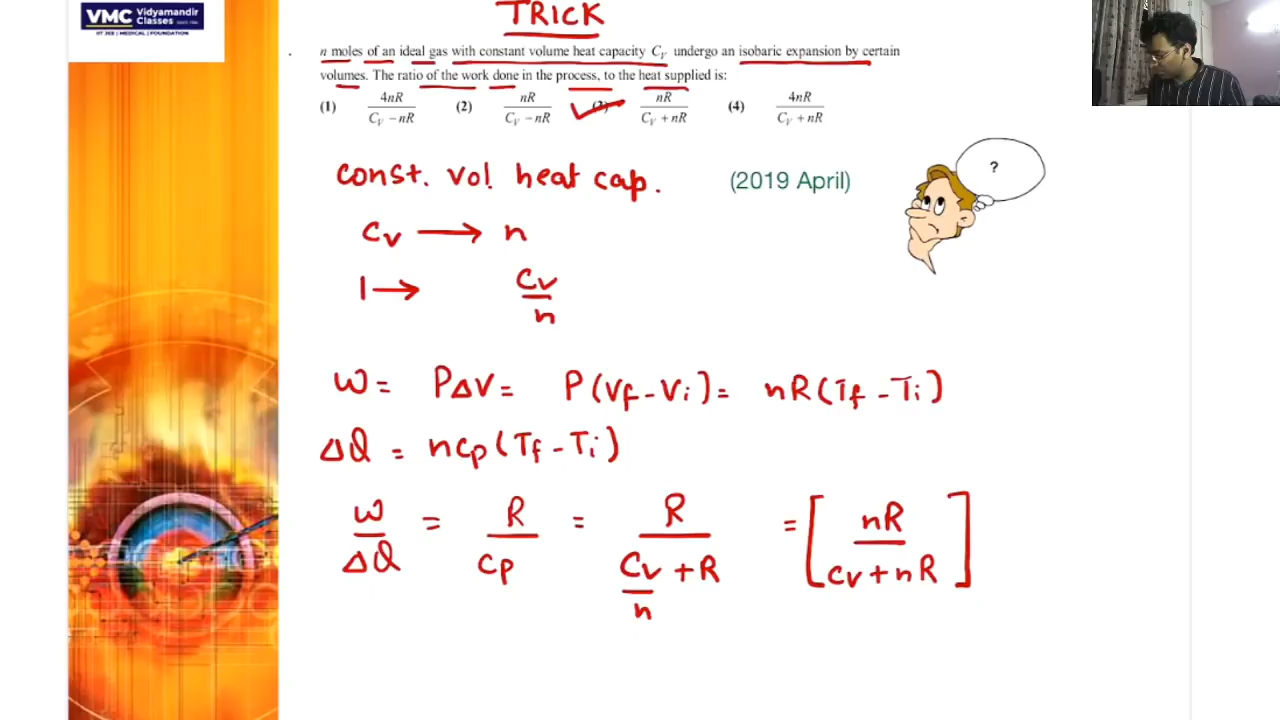 VMC Vidyamandir Classes SINCE 1986
IIT JEE | MEDICAL | FOUNDATION
TRICK
n moles of an ideal gas with constant volume heat capacity C_V undergo an isobaric expansion by certain
volumes. The ratio of the work done in the process, to the heat supplied is:
(1) 4nR / (C_V − nR) (2) nR / (C_V − nR) (3) nR / (C_V + nR) (4) 4nR / (C_V + nR)
const. vol. heat cap. (2019 April)
?
Cv → n
1 → Cv/n
W = PΔV = P(Vf - Vi) = nR(Tf - Ti)
ΔQ = nCp(Tf - Ti)
W/ΔQ = R/Cp = R/(Cv/n + R) = [nR/(Cv + nR)]